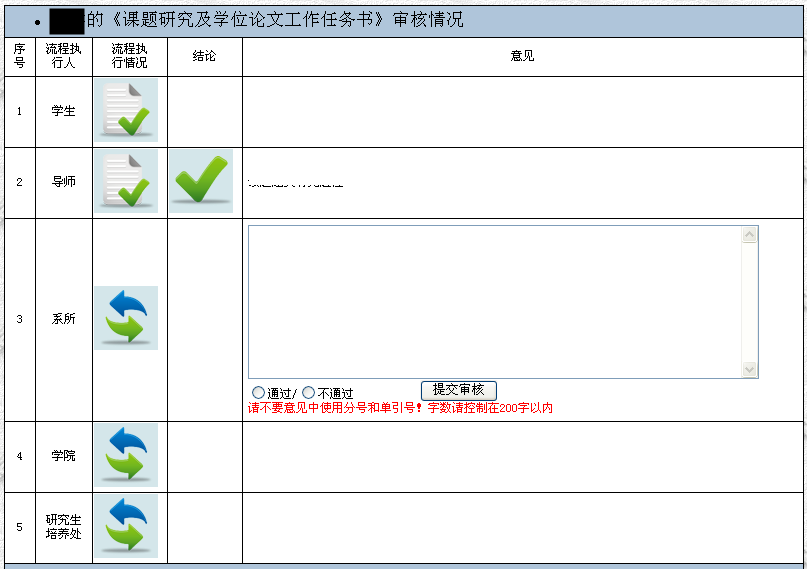 的《课题研究及学位论文工作任务书》审核情况
序号 流程执行人 流程执行情况 结论 意见
1 学生
2 导师
3 系所
通过/ 不通过 提交审核
请不要意见中使用分号和单引号！字数请控制在200字以内
4 学院
5 研究生培养处